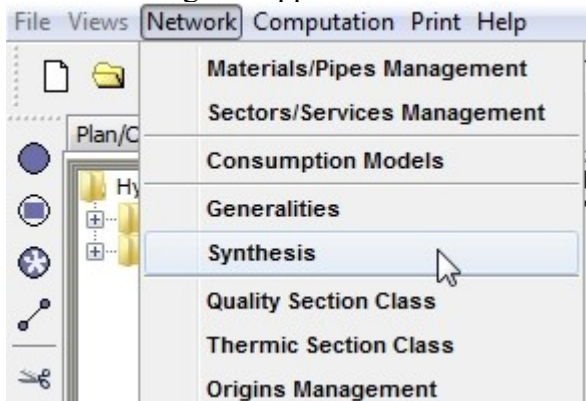 File Views Network Computation Print Help
Materials/Pipes Management
Sectors/Services Management
Plan/C
Consumption Models
Hy
Generalities
Synthesis
Quality Section Class
Thermic Section Class
Origins Management